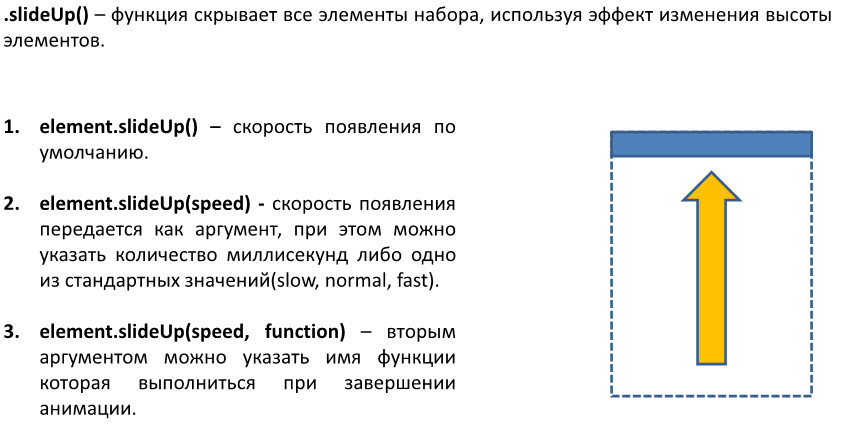 .slideUp() – функция скрывает все элементы набора, используя эффект изменения высоты
элементов.
1. element.slideUp() – скорость появления по
умолчанию.
2. element.slideUp(speed) - скорость появления
передается как аргумент, при этом можно
указать количество миллисекунд либо одно
из стандартных значений(slow, normal, fast).
3. element.slideUp(speed, function) – вторым
аргументом можно указать имя функции
которая выполниться при завершении
анимации.